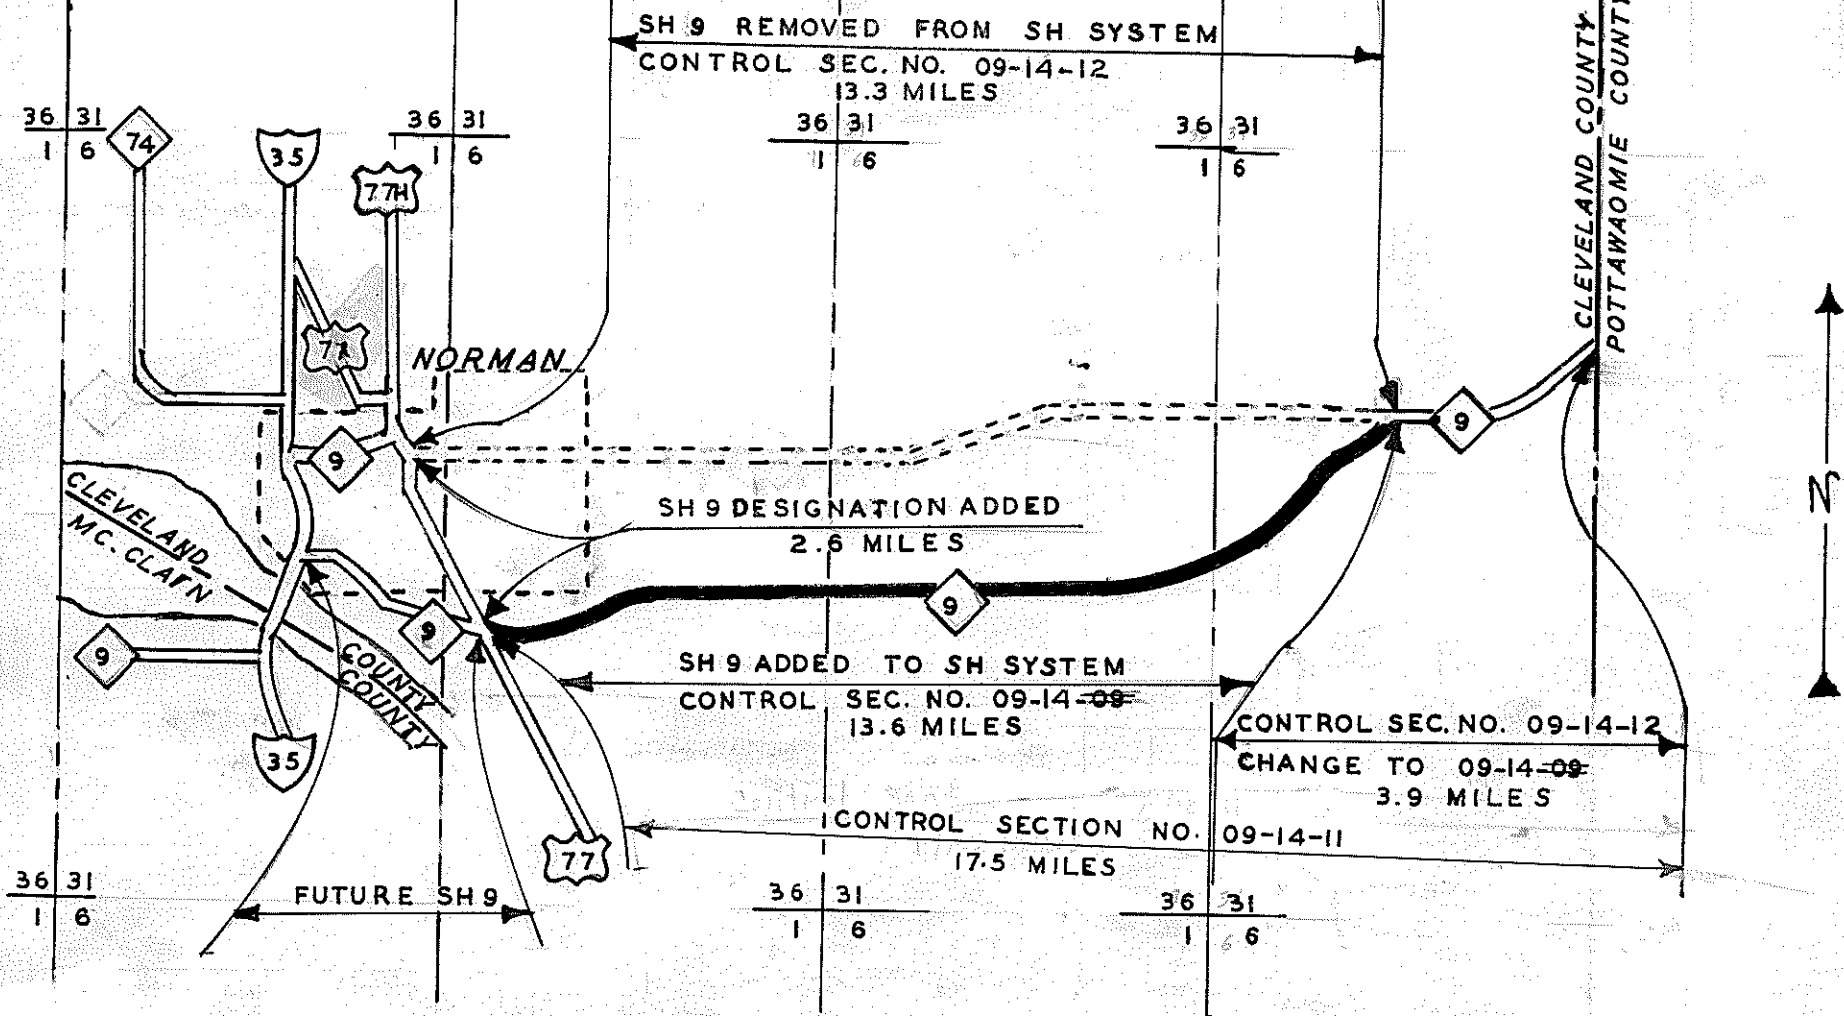 SH 9 REMOVED FROM SH SYSTEM
CONTROL SEC. NO. 09-14-12
13.3 MILES
CLEVELAND COUNTY
POTTAWAOMIE COUNTY
36 31
1 6
74
35
36 31
1 6
77H
36 31
1 6
36 31
1 6
77
NORMAN
9
9
CLEVELAND
MC.CLAIN
SH 9 DESIGNATION ADDED
2.6 MILES
N
9
9
9
COUNTY
COUNTY
SH 9 ADDED TO SH SYSTEM
CONTROL SEC. NO. 09-14-09
13.6 MILES
35
CONTROL SEC. NO. 09-14-12
CHANGE TO 09-14-09
3.9 MILES
CONTROL SECTION NO. 09-14-11
17.5 MILES
77
FUTURE SH 9
36 31
1 6
36 31
1 6
36 31
1 6